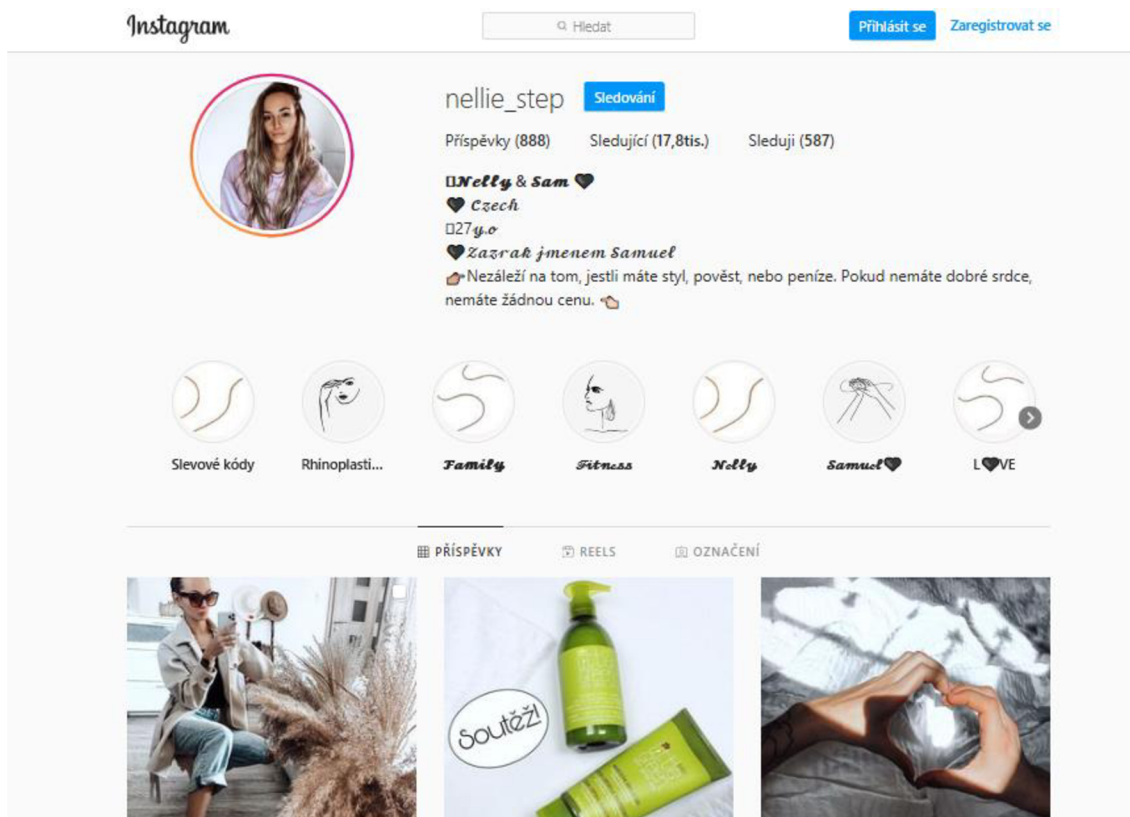 Instagram
Hledat
Přihlásit se
Zaregistrovat se
nellie_step
Sledování
Příspěvky (888) Sledující (17,8tis.) Sleduji (587)
𝓝𝓮𝓵𝓵𝔂 & 𝓢𝓪𝓶 🖤
🖤 𝓒𝔃𝓮𝓬𝓱
27𝔂.𝓸
🖤𝓩𝓪𝔃𝓻𝓪𝓴 𝓳𝓶𝓮𝓷𝓮𝓶 𝓢𝓪𝓶𝓾𝓮𝓵
👉Nezáleží na tom, jestli máte styl, pověst, nebo peníze. Pokud nemáte dobré srdce,
nemáte žádnou cenu. 👈
Slevové kódy
Rhinoplasti...
𝓕𝓪𝓶𝓲𝓵𝔂
𝓕𝓲𝓽𝓷𝓮𝓼𝓼
𝓝𝓮𝓵𝓵𝔂
𝓢𝓪𝓶𝓾𝓮𝓵🖤
L🖤VE
PŘÍSPĚVKY
REELS
OZNAČENÍ
Soutěž!